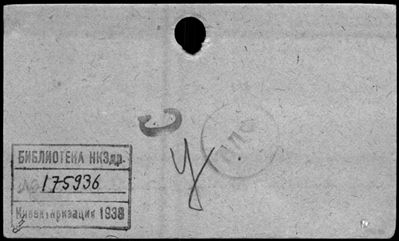 У
БИБЛИОТЕКА НКЗдр.
№ 175936
Инвентаризация 1938